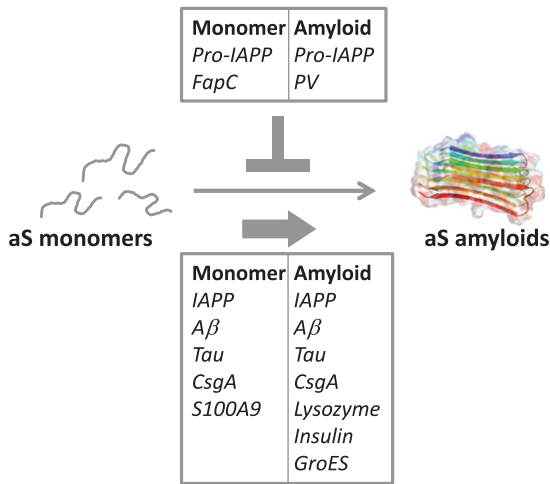 Monomer Amyloid
Pro-IAPP Pro-IAPP
FapC PV
aS monomers aS amyloids
Monomer Amyloid
IAPP IAPP
Aβ Aβ
Tau Tau
CsgA CsgA
S100A9 Lysozyme
Insulin
GroES